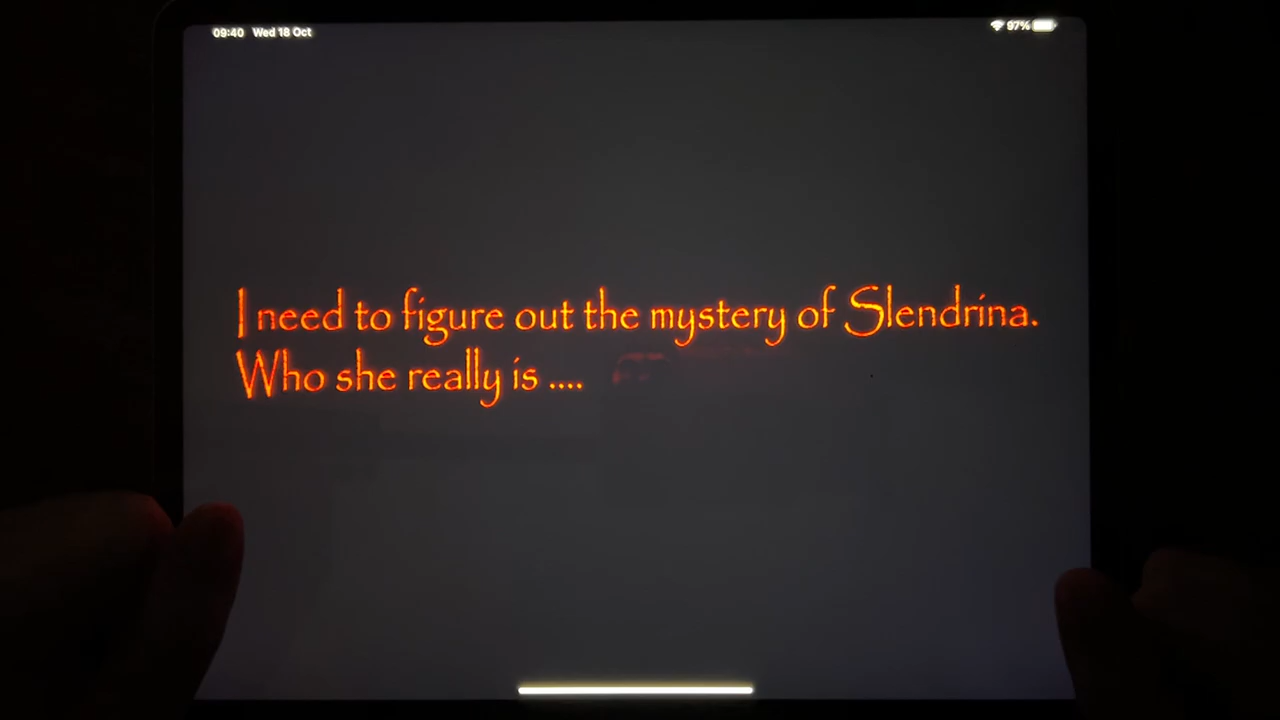 09:40 Wed 18 Oct
97%
I need to figure out the mystery of Slendrina.
Who she really is ....